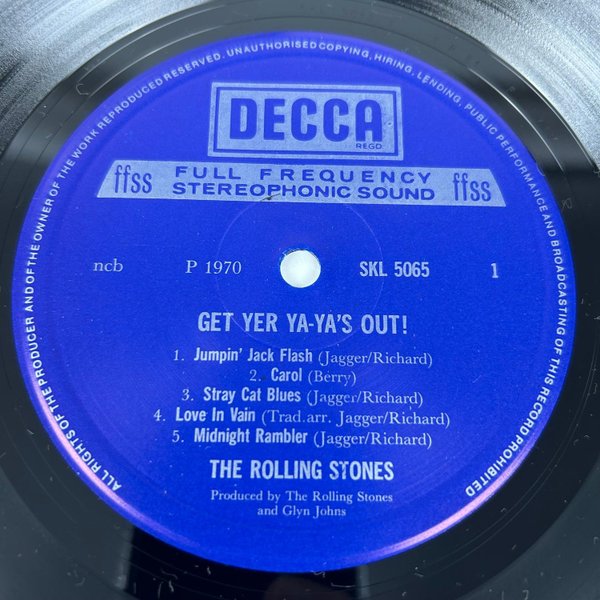 ALL RIGHTS OF THE PRODUCER AND OF THE OWNER OF THE WORK REPRODUCED RESERVED. UNAUTHORISED COPYING, HIRING, LENDING, PUBLIC PERFORMANCE AND BROADCASTING OF THIS RECORD PROHIBITED
DECCA
REGD.
ffss FULL FREQUENCY STEREOPHONIC SOUND ffss
ncb P 1970 SKL 5065 1
GET YER YA-YA'S OUT!
1. Jumpin' Jack Flash (Jagger/Richard)
2. Carol (Berry)
3. Stray Cat Blues (Jagger/Richard)
4. Love In Vain (Trad. arr. Jagger/Richard)
5. Midnight Rambler (Jagger/Richard)
THE ROLLING STONES
Produced by The Rolling Stones
and Glyn Johns